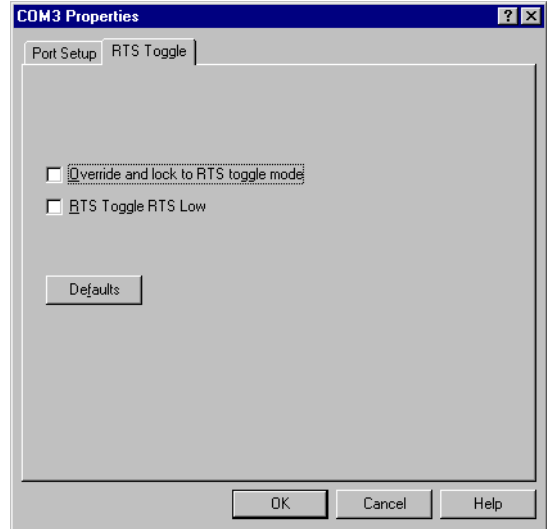 COM3 Properties
Port Setup RTS Toggle
Override and lock to RTS toggle mode
RTS Toggle RTS Low
Defaults
OK Cancel Help